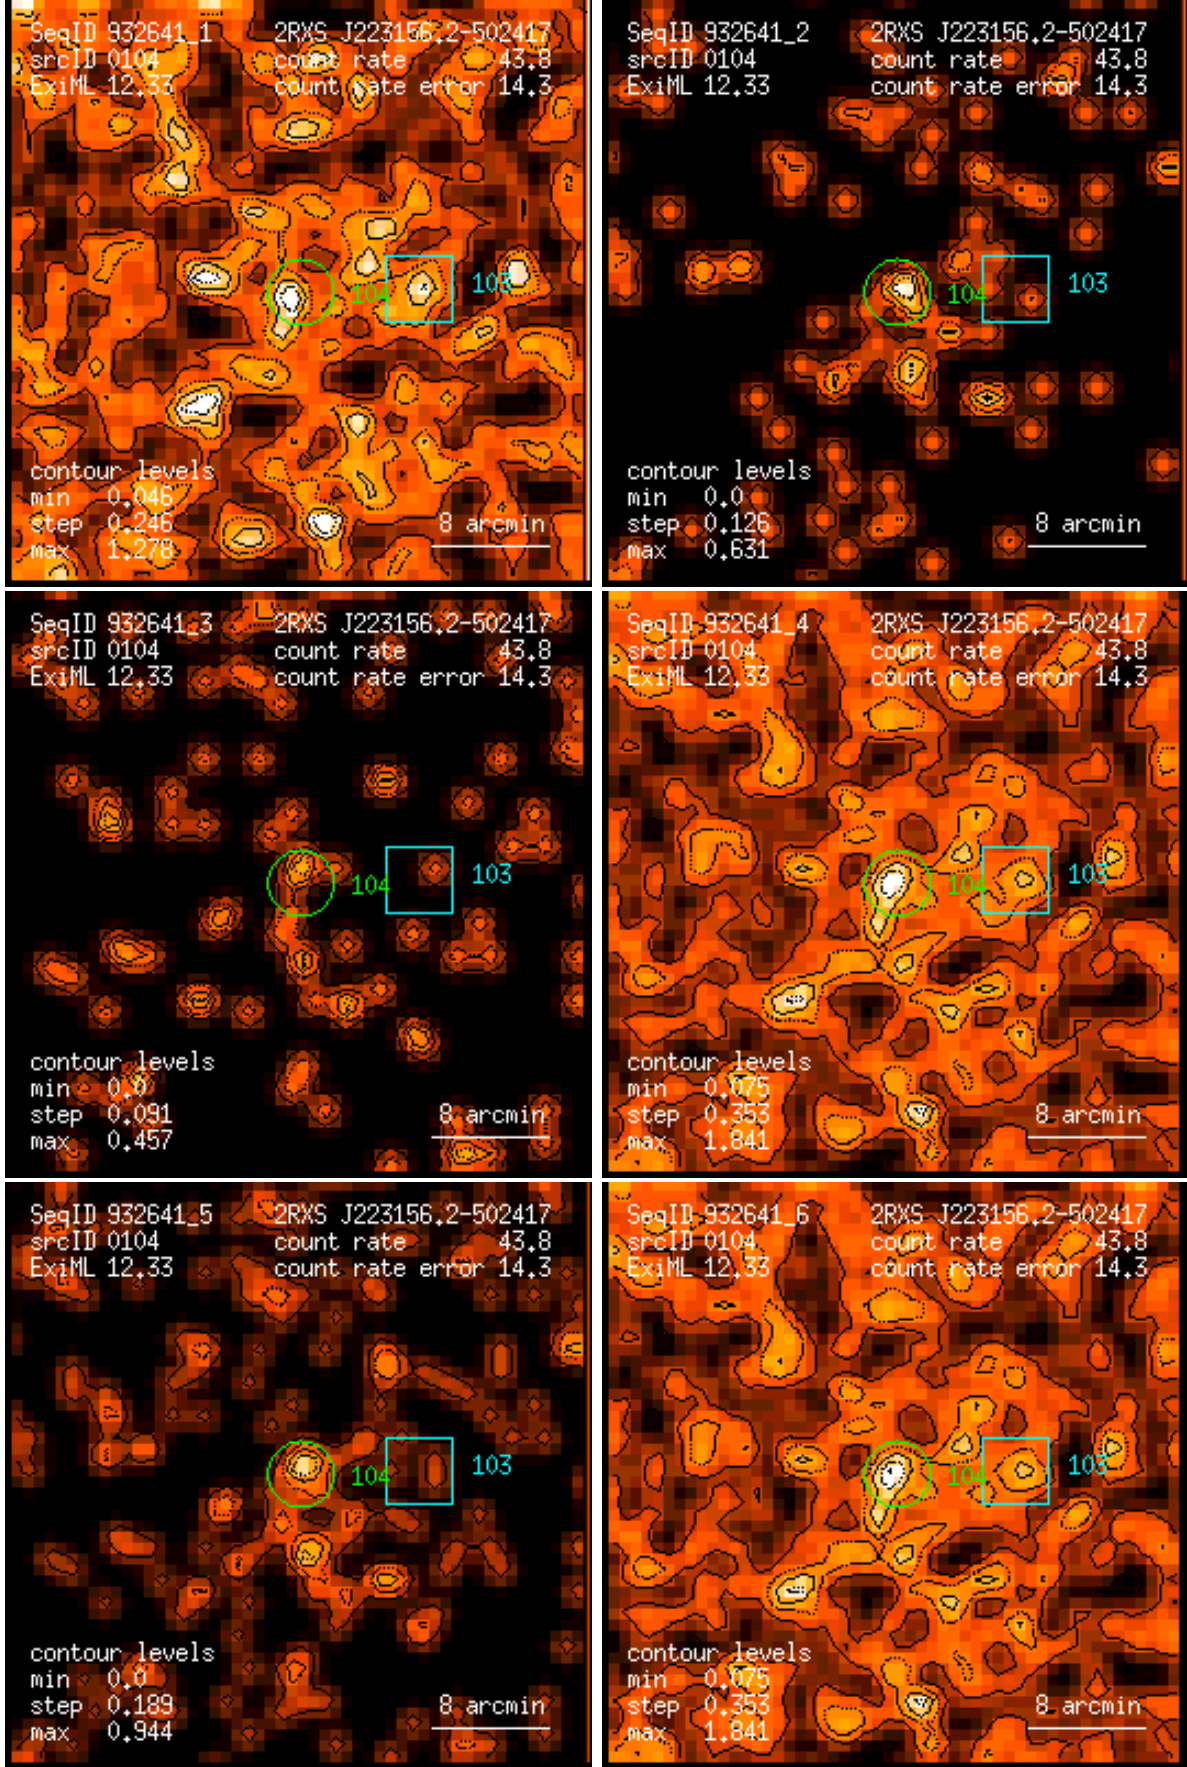 SeqID 932641_1 2RXS J223156.2-502417
srcID 0104 count rate 43.8
ExiML 12.33 count rate error 14.3
104 103
contour levels
min 0.046
step 0.246 8 arcmin
max 1.278
SeqID 932641_2 2RXS J223156.2-502417
srcID 0104 count rate 43.8
ExiML 12.33 count rate error 14.3
104 103
contour levels
min 0.0
step 0.126 8 arcmin
max 0.631
SeqID 932641_3 2RXS J223156.2-502417
srcID 0104 count rate 43.8
ExiML 12.33 count rate error 14.3
104 103
contour levels
min 0.0
step 0.091 8 arcmin
max 0.457
SeqID 932641_4 2RXS J223156.2-502417
srcID 0104 count rate 43.8
ExiML 12.33 count rate error 14.3
104 103
contour levels
min 0.075
step 0.353 8 arcmin
max 1.841
SeqID 932641_5 2RXS J223156.2-502417
srcID 0104 count rate 43.8
ExiML 12.33 count rate error 14.3
104 103
contour levels
min 0.0
step 0.189 8 arcmin
max 0.944
SeqID 932641_6 2RXS J223156.2-502417
srcID 0104 count rate 43.8
ExiML 12.33 count rate error 14.3
104 103
contour levels
min 0.075
step 0.353 8 arcmin
max 1.841